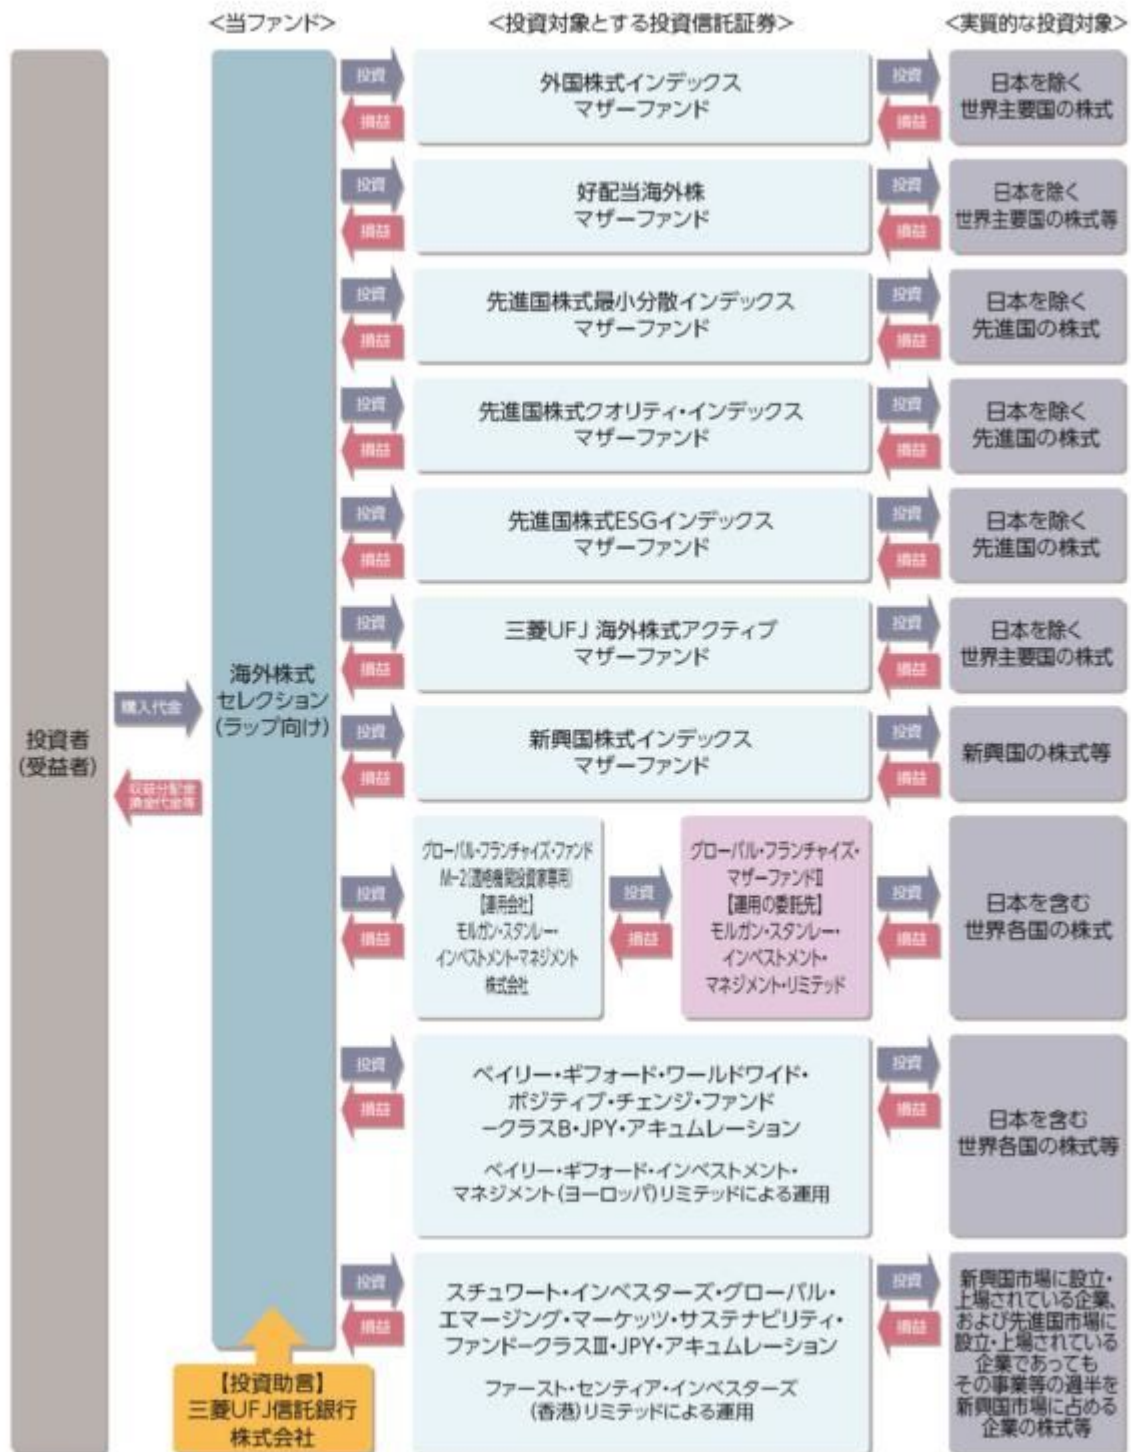 <当ファンド>
<投資対象とする投資信託証券>
<実質的な投資対象>
投資者
(受益者)
購入代金
収益分配金
換金代金等
海外株式
セレクション
(ラップ向け)
【投資助言】
三菱UFJ信託銀行
株式会社
投資
損益
外国株式インデックス
マザーファンド
投資
損益
日本を除く
世界主要国の株式
投資
損益
好配当海外株
マザーファンド
投資
損益
日本を除く
世界主要国の株式等
投資
損益
先進国株式最小分散インデックス
マザーファンド
投資
損益
日本を除く
先進国の株式
投資
損益
先進国株式クオリティ・インデックス
マザーファンド
投資
損益
日本を除く
先進国の株式
投資
損益
先進国株式ESGインデックス
マザーファンド
投資
損益
日本を除く
先進国の株式
投資
損益
三菱UFJ 海外株式アクティブ
マザーファンド
投資
損益
日本を除く
世界主要国の株式
投資
損益
新興国株式インデックス
マザーファンド
投資
損益
新興国の株式等
投資
損益
グローバル・フランチャイズ・ファンド
M-2(適格機関投資家専用)
【運用会社】
モルガン・スタンレー・
インベストメント・マネジメント
株式会社
投資
損益
グローバル・フランチャイズ・
マザーファンドⅡ
【運用の委託先】
モルガン・スタンレー・
インベストメント・
マネジメント・リミテッド
投資
損益
日本を含む
世界各国の株式
投資
損益
ベイリー・ギフォード・ワールドワイド・
ポジティブ・チェンジ・ファンド
-クラスB・JPY・アキュムレーション
ベイリー・ギフォード・インベストメント・
マネジメント(ヨーロッパ)リミテッドによる運用
投資
損益
日本を含む
世界各国の株式等
投資
損益
スチュワート・インベスターズ・グローバル・
エマージング・マーケッツ・サステナビリティ・
ファンド-クラスⅢ・JPY・アキュムレーション
ファースト・センティア・インベスターズ
(香港)リミテッドによる運用
投資
損益
新興国市場に設立・
上場されている企業、
および先進国市場に
設立・上場されている
企業であっても
その事業等の過半を
新興国市場に占める
企業の株式等